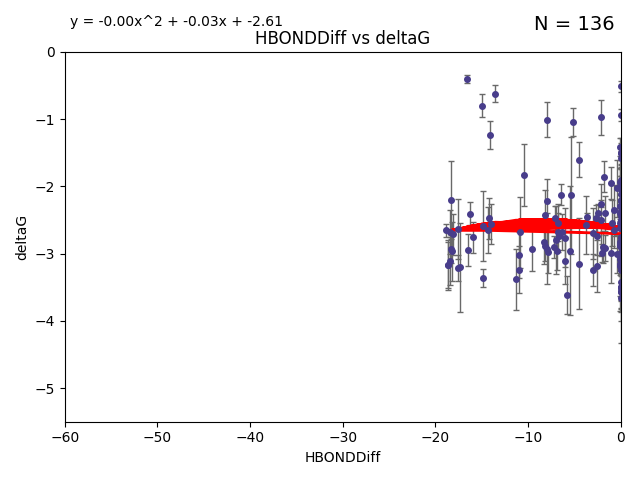 y = -0.00x^2 + -0.03x + -2.61
N = 136
HBONDDiff vs deltaG
0
−1
−2
−3
−4
−5
deltaG
−60 −50 −40 −30 −20 −10 0
HBONDDiff